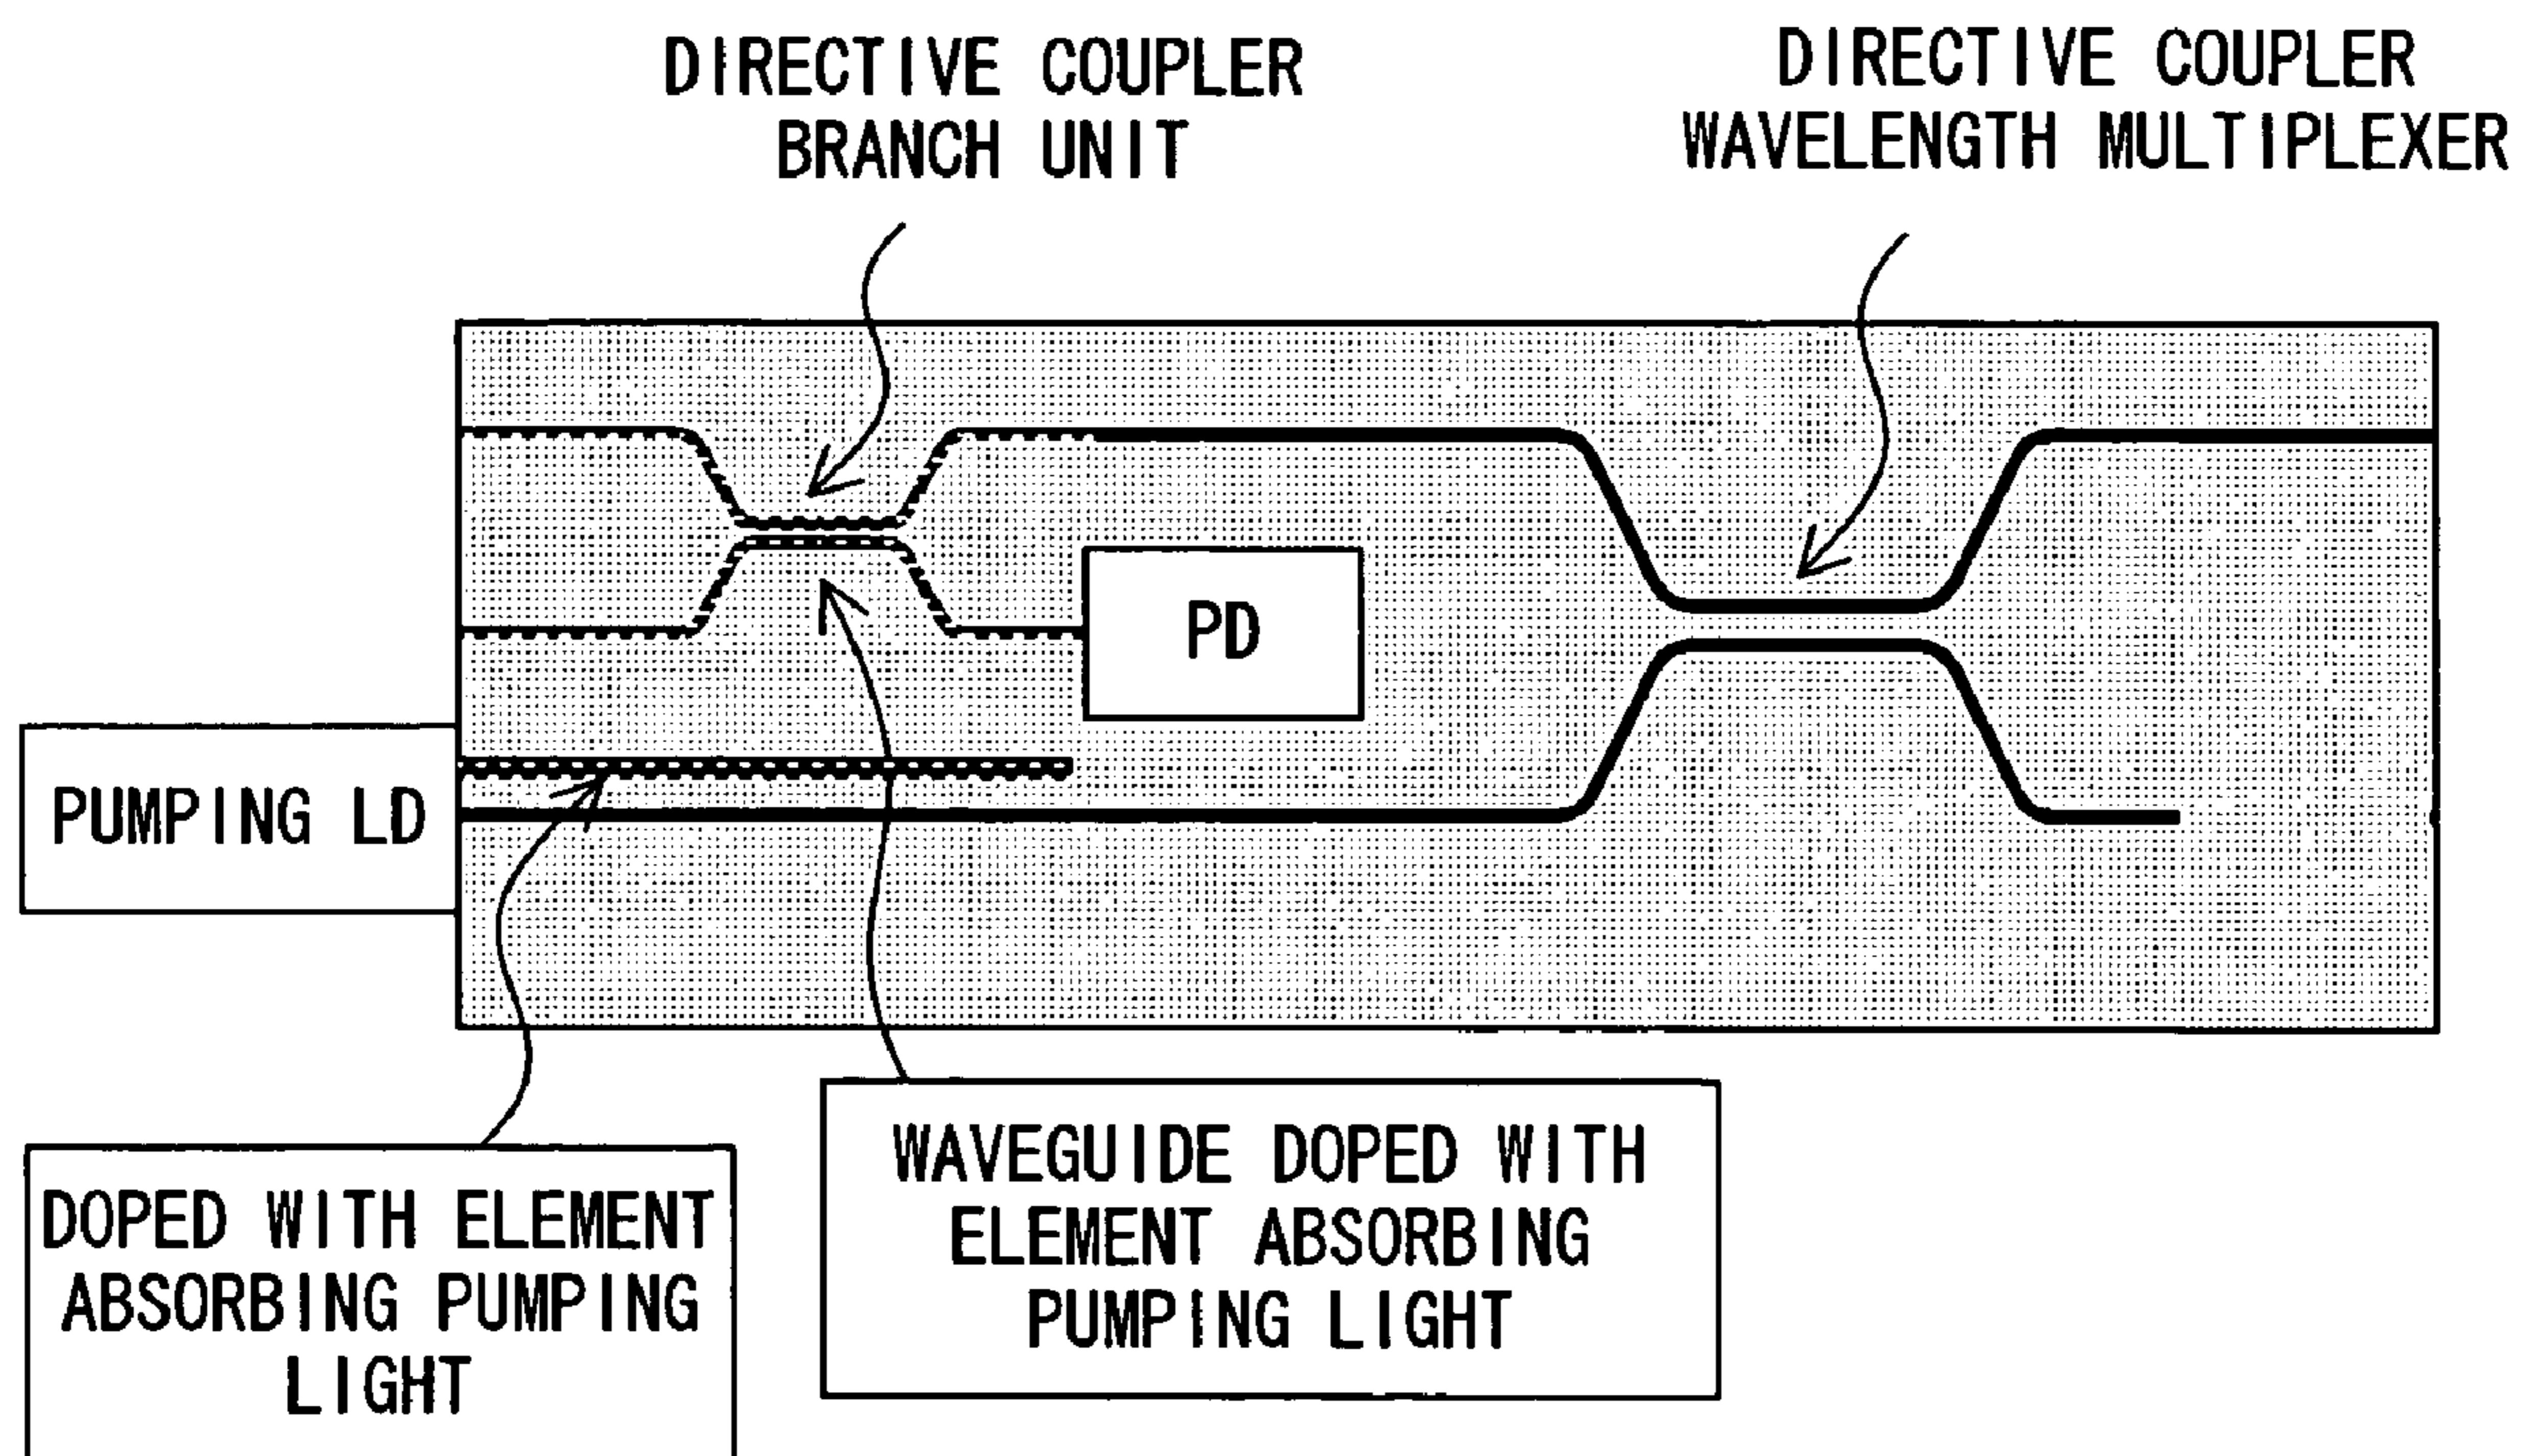 DIRECTIVE COUPLER
BRANCH UNIT
DIRECTIVE COUPLER
WAVELENGTH MULTIPLEXER
PD
PUMPING LD
WAVEGUIDE DOPED WITH
ELEMENT ABSORBING
PUMPING LIGHT
DOPED WITH ELEMENT
ABSORBING PUMPING
LIGHT